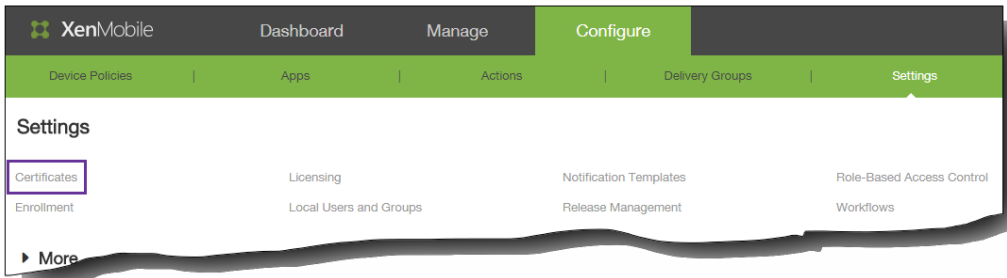 XenMobile Dashboard Manage Configure
Device Policies | Apps | Actions | Delivery Groups | Settings
Settings
Certificates Licensing Notification Templates Role-Based Access Control
Enrollment Local Users and Groups Release Management Workflows
More